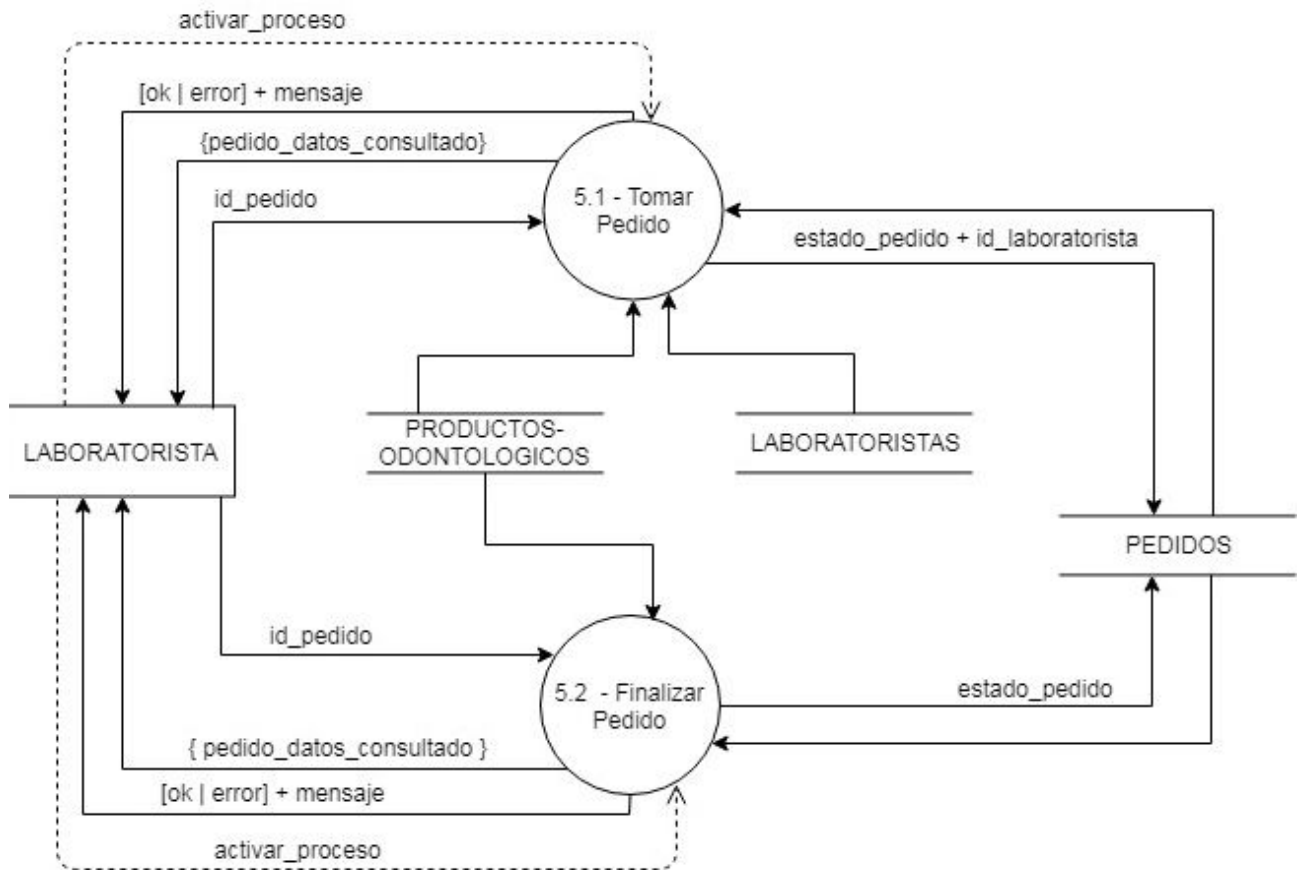 activar_proceso
[ok | error] + mensaje
{pedido_datos_consultado}
id_pedido
5.1 - Tomar
Pedido
estado_pedido + id_laboratorista
LABORATORISTA
PRODUCTOS-
ODONTOLOGICOS
LABORATORISTAS
PEDIDOS
id_pedido
5.2 - Finalizar
Pedido
estado_pedido
{ pedido_datos_consultado }
[ok | error] + mensaje
activar_proceso